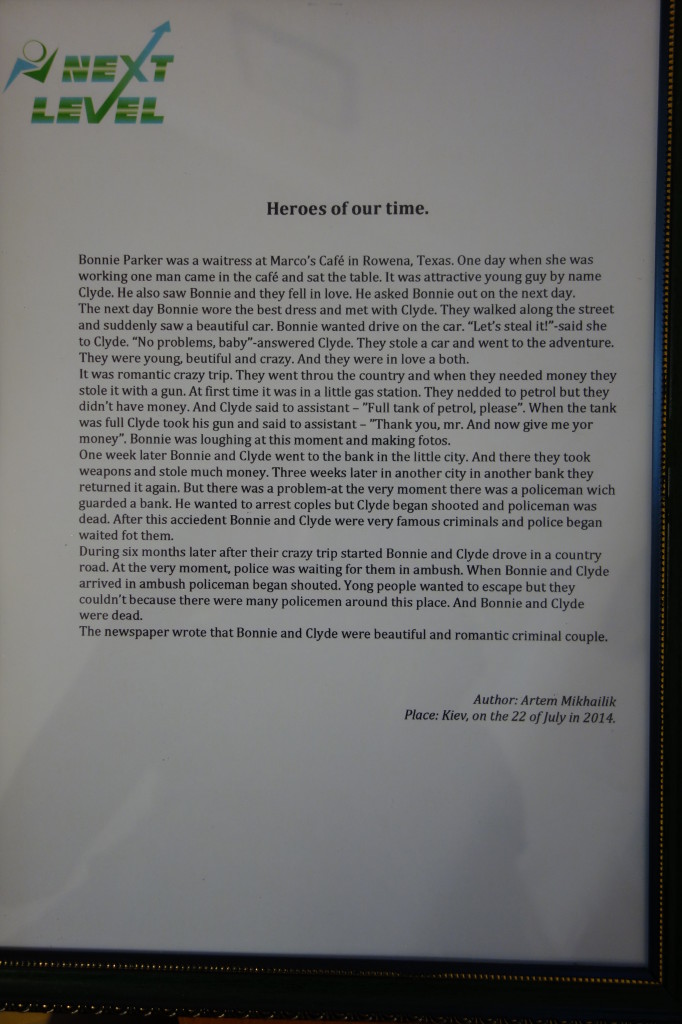 NEXT
LEVEL
Heroes of our time.
Bonnie Parker was a waitress at Marco's Café in Rowena, Texas. One day when she was
working one man came in the café and sat the table. It was attractive young guy by name
Clyde. He also saw Bonnie and they fell in love. He asked Bonnie out on the next day.
The next day Bonnie wore the best dress and met with Clyde. They walked along the street
and suddenly saw a beautiful car. Bonnie wanted drive on the car. "Let's steal it!"-said she
to Clyde. "No problems, baby"-answered Clyde. They stole a car and went to the adventure.
They were young, beutiful and crazy. And they were in love a both.
It was romantic crazy trip. They went throu the country and when they needed money they
stole it with a gun. At first time it was in a little gas station. They nedded to petrol but they
didn't have money. And Clyde said to assistant – "Full tank of petrol, please". When the tank
was full Clyde took his gun and said to assistant – "Thank you, mr. And now give me yor
money". Bonnie was loughing at this moment and making fotos.
One week later Bonnie and Clyde went to the bank in the little city. And there they took
weapons and stole much money. Three weeks later in another city in another bank they
returned it again. But there was a problem-at the very moment there was a policeman wich
guarded a bank. He wanted to arrest coples but Clyde began shooted and policeman was
dead. After this acciedent Bonnie and Clyde were very famous criminals and police began
waited fot them.
During six months later after their crazy trip started Bonnie and Clyde drove in a country
road. At the very moment, police was waiting for them in ambush. When Bonnie and Clyde
arrived in ambush policeman began shouted. Yong people wanted to escape but they
couldn't because there were many policemen around this place. And Bonnie and Clyde
were dead.
The newspaper wrote that Bonnie and Clyde were beautiful and romantic criminal couple.
Author: Artem Mikhailik
Place: Kiev, on the 22 of July in 2014.